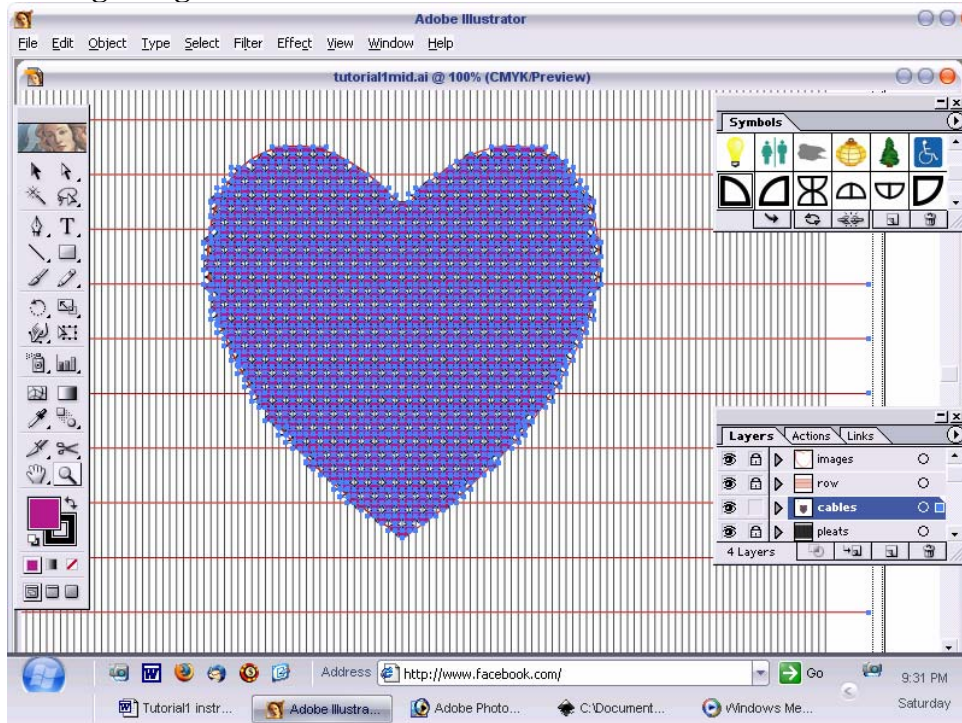 Adobe Illustrator
File Edit Object Type Select Filter Effect View Window Help
tutorial1mid.ai @ 100% (CMYK/Preview)
Symbols
T
Layers Actions Links
images
row
cables
pleats
4 Layers
Address http://www.facebook.com/ Go
9:31 PM
Tutorial1 instr... Adobe Illustra... Adobe Photo... C:\Document... Windows Me... Saturday